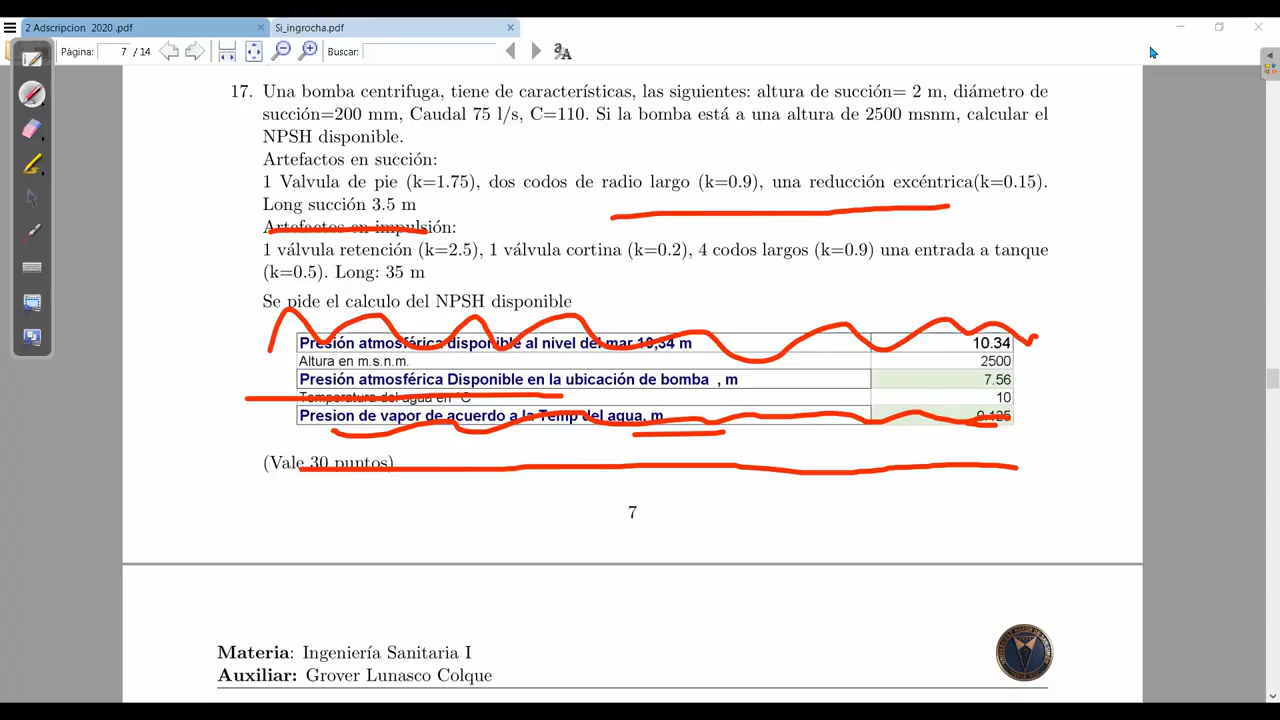 2 Adscripcion 2020 .pdf
Si_ingrocha.pdf
Página: 7 / 14
Buscar:
17. Una bomba centrifuga, tiene de características, las siguientes: altura de succión= 2 m, diámetro de
succión=200 mm, Caudal 75 l/s, C=110. Si la bomba está a una altura de 2500 msnm, calcular el
NPSH disponible.
Artefactos en succión:
1 Valvula de pie (k=1.75), dos codos de radio largo (k=0.9), una reducción excéntrica(k=0.15).
Long succión 3.5 m
Artefactos en impulsión:
1 válvula retención (k=2.5), 1 válvula cortina (k=0.2), 4 codos largos (k=0.9) una entrada a tanque
(k=0.5). Long: 35 m
Se pide el calculo del NPSH disponible
Presión atmosférica disponible al nivel del mar 10,34 m 10.34
Altura en m.s.n.m. 2500
Presión atmosférica Disponible en la ubicación de bomba , m 7.56
Temperatura del agua en °C 10
Presion de vapor de acuerdo a la Temp del agua, m 0.125
(Vale 30 puntos)
7
Materia: Ingeniería Sanitaria I
Auxiliar: Grover Lunasco Colque